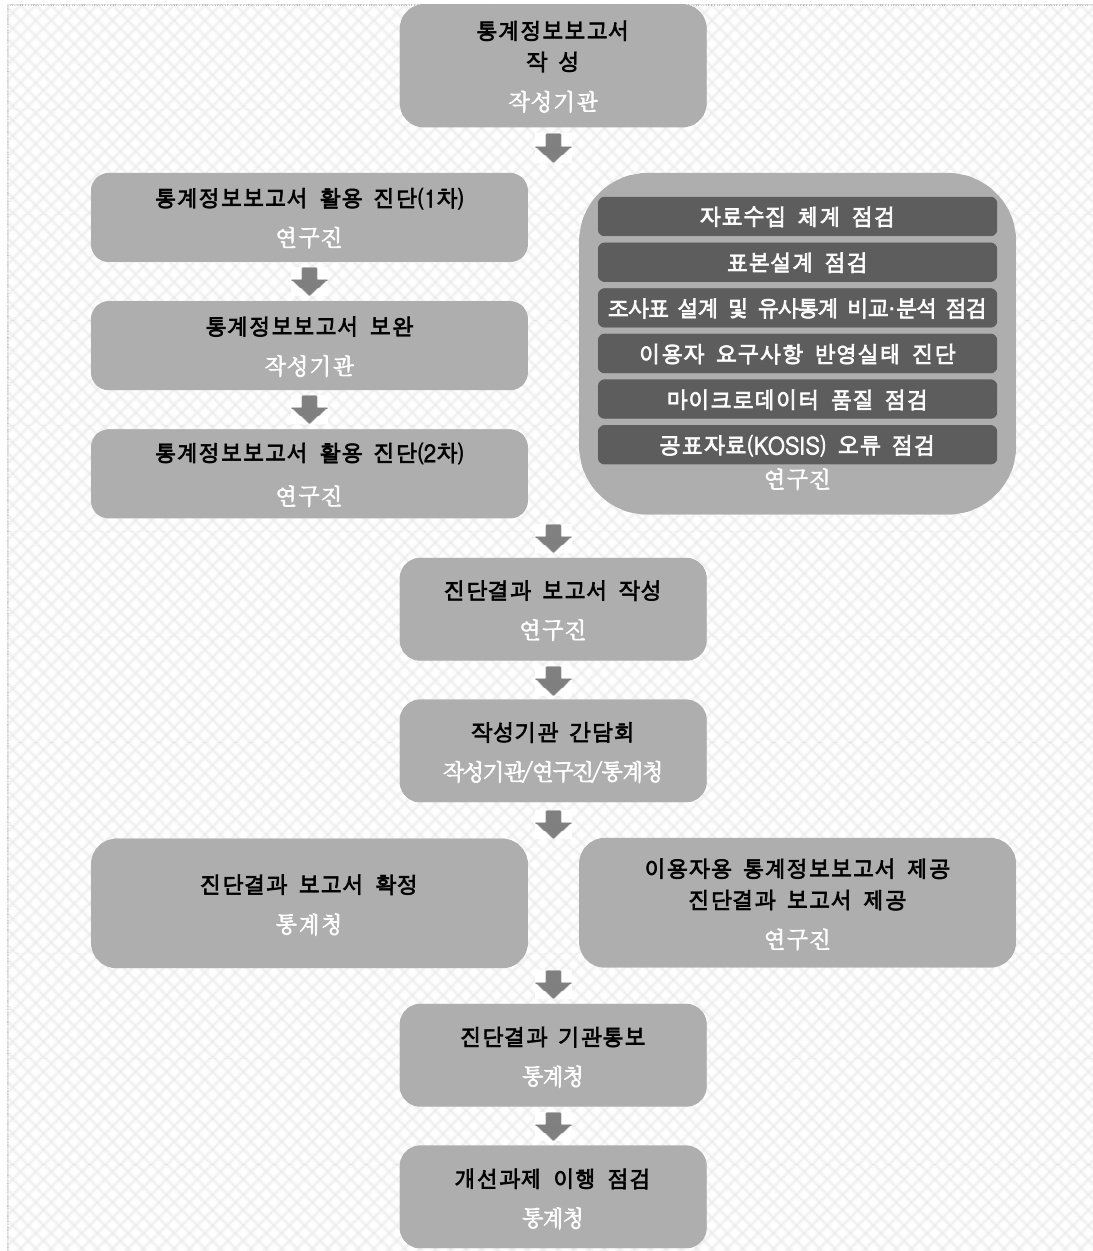 통계정보보고서
작 성
작성기관
통계정보보고서 활용 진단(1차)
연구진
통계정보보고서 보완
작성기관
통계정보보고서 활용 진단(2차)
연구진
자료수집 체계 점검
표본설계 점검
조사표 설계 및 유사통계 비교·분석 점검
이용자 요구사항 반영실태 진단
마이크로데이터 품질 점검
공표자료(KOSIS) 오류 점검
연구진
진단결과 보고서 작성
연구진
작성기관 간담회
작성기관/연구진/통계청
진단결과 보고서 확정
통계청
이용자용 통계정보보고서 제공
진단결과 보고서 제공
연구진
진단결과 기관통보
통계청
개선과제 이행 점검
통계청